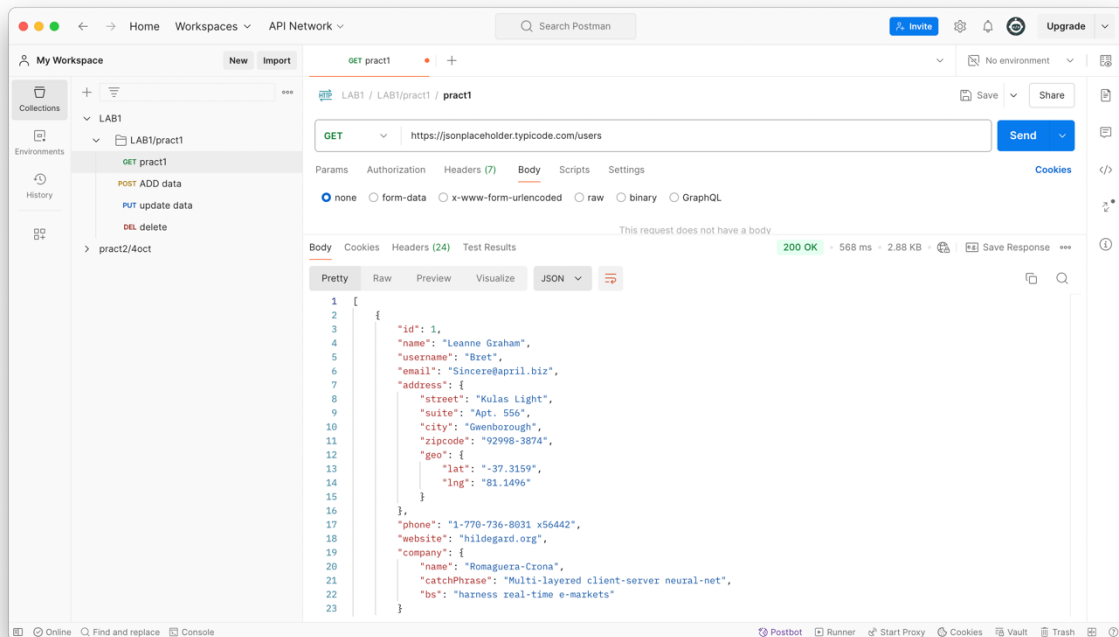 Home Workspaces API Network Search Postman Invite Upgrade
My Workspace New Import GET pract1 No environment
Collections
Environments
History
LAB1
LAB1/pract1
GET pract1
POST ADD data
PUT update data
DEL delete
pract2/4oct
HTTP LAB1 / LAB1/pract1 / pract1 Save Share
GET https://jsonplaceholder.typicode.com/users Send
Params Authorization Headers (7) Body Scripts Settings Cookies
none form-data x-www-form-urlencoded raw binary GraphQL
This request does not have a body
Body Cookies Headers (24) Test Results 200 OK 568 ms 2.88 KB Save Response
Pretty Raw Preview Visualize JSON
1 [
2 {
3 "id": 1,
4 "name": "Leanne Graham",
5 "username": "Bret",
6 "email": "Sincere@april.biz",
7 "address": {
8 "street": "Kulas Light",
9 "suite": "Apt. 556",
10 "city": "Gwenborough",
11 "zipcode": "92998-3874",
12 "geo": {
13 "lat": "-37.3159",
14 "lng": "81.1496"
15 }
16 },
17 "phone": "1-770-736-8031 x56442",
18 "website": "hildegard.org",
19 "company": {
20 "name": "Romaguera-Crona",
21 "catchPhrase": "Multi-layered client-server neural-net",
22 "bs": "harness real-time e-markets"
23 }
Online Find and replace Console Postbot Runner Start Proxy Cookies Vault Trash